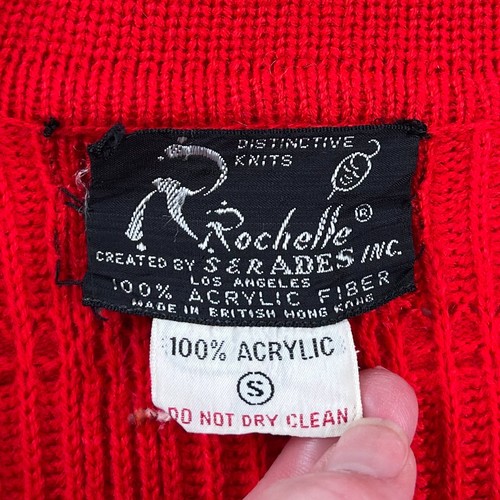 DISTINCTIVE
KNITS
R
Rochelle®
CREATED BY S & R ADES INC.
LOS ANGELES
100% ACRYLIC FIBER
MADE IN BRITISH HONG KONG
100% ACRYLIC
S
DO NOT DRY CLEAN